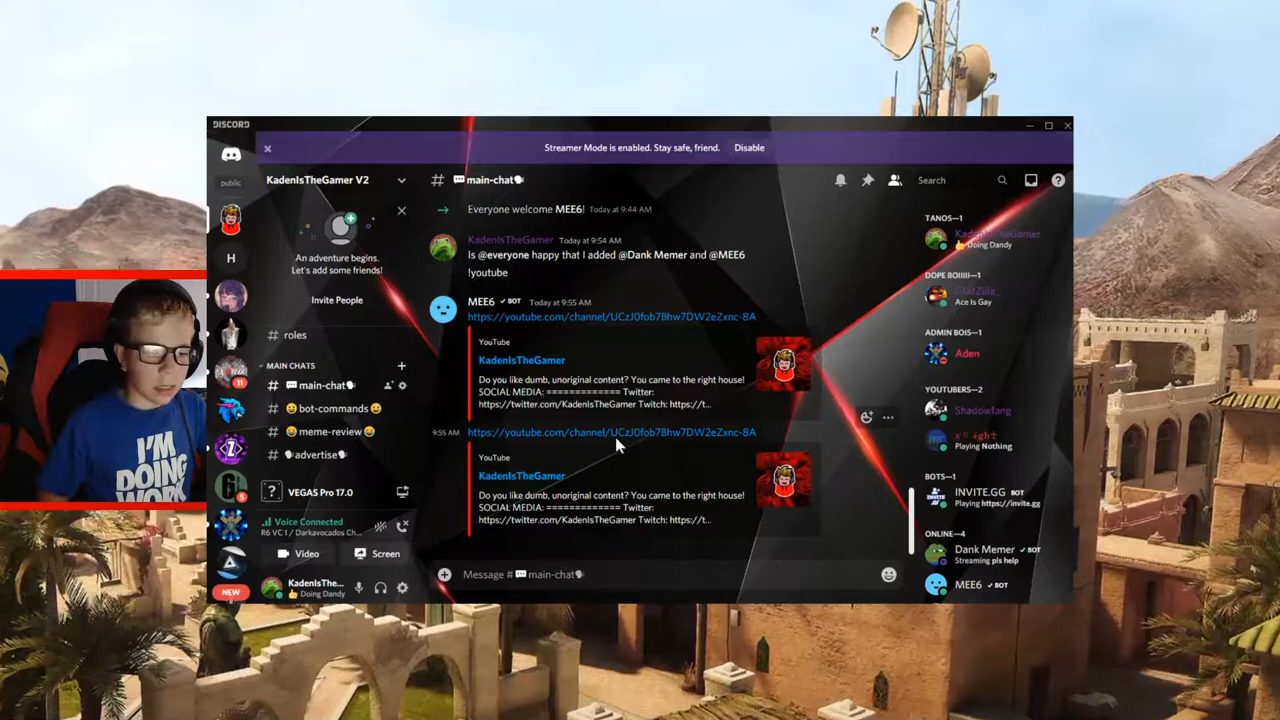 DISCORD
Streamer Mode is enabled. Stay safe, friend. Disable
public
KadenIsTheGamer V2
# 💬main-chat🗣
Search
Everyone welcome MEE6! Today at 9:44 AM
KadenIsTheGamer Today at 9:54 AM
Is @everyone happy that I added @Dank Memer and @MEE6
!youtube
MEE6 ✓ BOT Today at 9:55 AM
https://youtube.com/channel/UCzJ0fob7Bhw7DW2eZxnc-8A
YouTube
KadenIsTheGamer
Do you like dumb, unoriginal content? You came to the right house!
SOCIAL MEDIA: ============= Twitter:
https://twitter.com/KadenIsTheGamer Twitch: https://t...
9:55 AM https://youtube.com/channel/UCzJ0fob7Bhw7DW2eZxnc-8A
YouTube
KadenIsTheGamer
Do you like dumb, unoriginal content? You came to the right house!
SOCIAL MEDIA: ============= Twitter:
https://twitter.com/KadenIsTheGamer Twitch: https://t...
Message # 💬main-chat🗣
An adventure begins.
Let's add some friends!
Invite People
# roles
MAIN CHATS
# 💬main-chat🗣
# 😄bot-commands😄
# 😂meme-review😂
# 🗣advertise🗣
VEGAS Pro 17.0
Voice Connected
R6 VC 1 / Darkavocados Ch...
Video
Screen
KadenIsThe...
👍 Doing Dandy
H
11
Z
6
5
NEW
TANOS—1
KadenIsTheGamer
👍 Doing Dandy
DOPE BOIIIII—1
Ace Is Gay
ADMIN BOIS—1
Aden
YOUTUBERS—2
Shadowfang
Playing Nothing
BOTS—1
INVITE.GG BOT
Playing https://invite.gg
ONLINE—4
Dank Memer ✓ BOT
Streaming pls help
MEE6 ✓ BOT
I'M
DOING
WORK